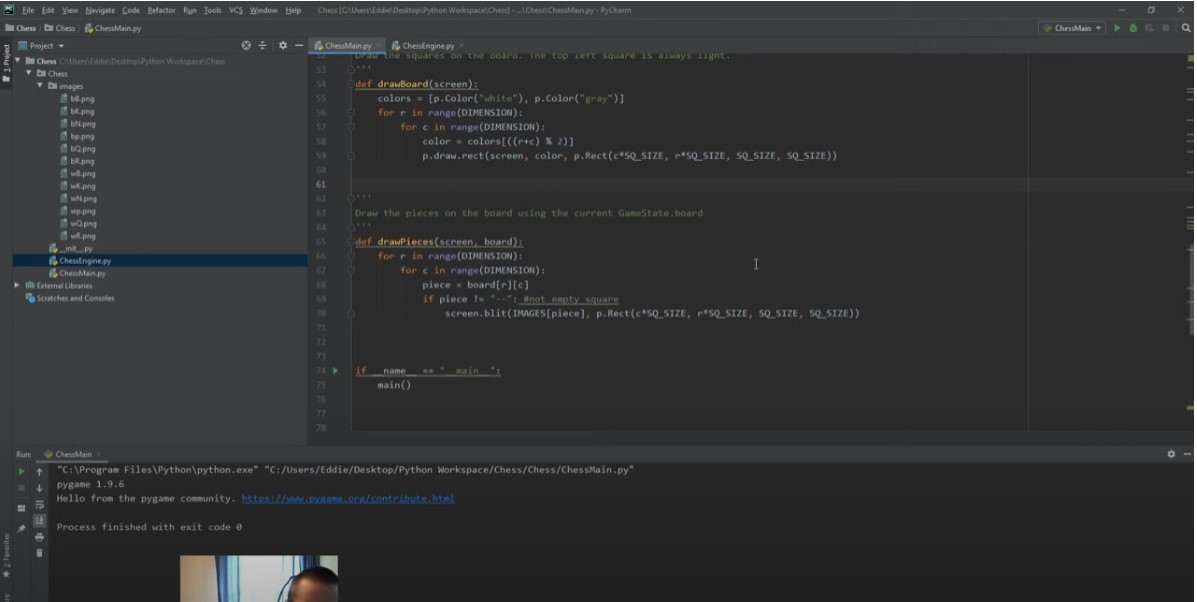 File Edit View Navigate Code Refactor Run Tools VCS Window Help Chess [C:\Users\Eddie\Desktop\Python Workspace\Chess] - ...\Chess\ChessMain.py - PyCharm
Chess Chess ChessMain.py ChessMain
Project ChessMain.py ChessEngine.py
1: Project
Chess C:\Users\Eddie\Desktop\Python Workspace\Chess
Chess
images
bB.png
bK.png
bN.png
bp.png
bQ.png
bR.png
wB.png
wK.png
wN.png
wp.png
wQ.png
wR.png
__init__.py
ChessEngine.py
ChessMain.py
External Libraries
Scratches and Consoles
52 Draw the squares on the board. The top left square is always light.
53 '''
54 def drawBoard(screen):
55 colors = [p.Color("white"), p.Color("gray")]
56 for r in range(DIMENSION):
57 for c in range(DIMENSION):
58 color = colors[((r+c) % 2)]
59 p.draw.rect(screen, color, p.Rect(c*SQ_SIZE, r*SQ_SIZE, SQ_SIZE, SQ_SIZE))
60
61
62 '''
63 Draw the pieces on the board using the current GameState.board
64 '''
65 def drawPieces(screen, board):
66 for r in range(DIMENSION):
67 for c in range(DIMENSION):
68 piece = board[r][c]
69 if piece != "--": #not empty square
70 screen.blit(IMAGES[piece], p.Rect(c*SQ_SIZE, r*SQ_SIZE, SQ_SIZE, SQ_SIZE))
71
72
73
74 if __name__ == "__main__":
75 main()
76
77
78
Run: ChessMain
"C:\Program Files\Python\python.exe" "C:/Users/Eddie/Desktop/Python Workspace/Chess/Chess/ChessMain.py"
pygame 1.9.6
Hello from the pygame community. https://www.pygame.org/contribute.html
Process finished with exit code 0
2: Favorites